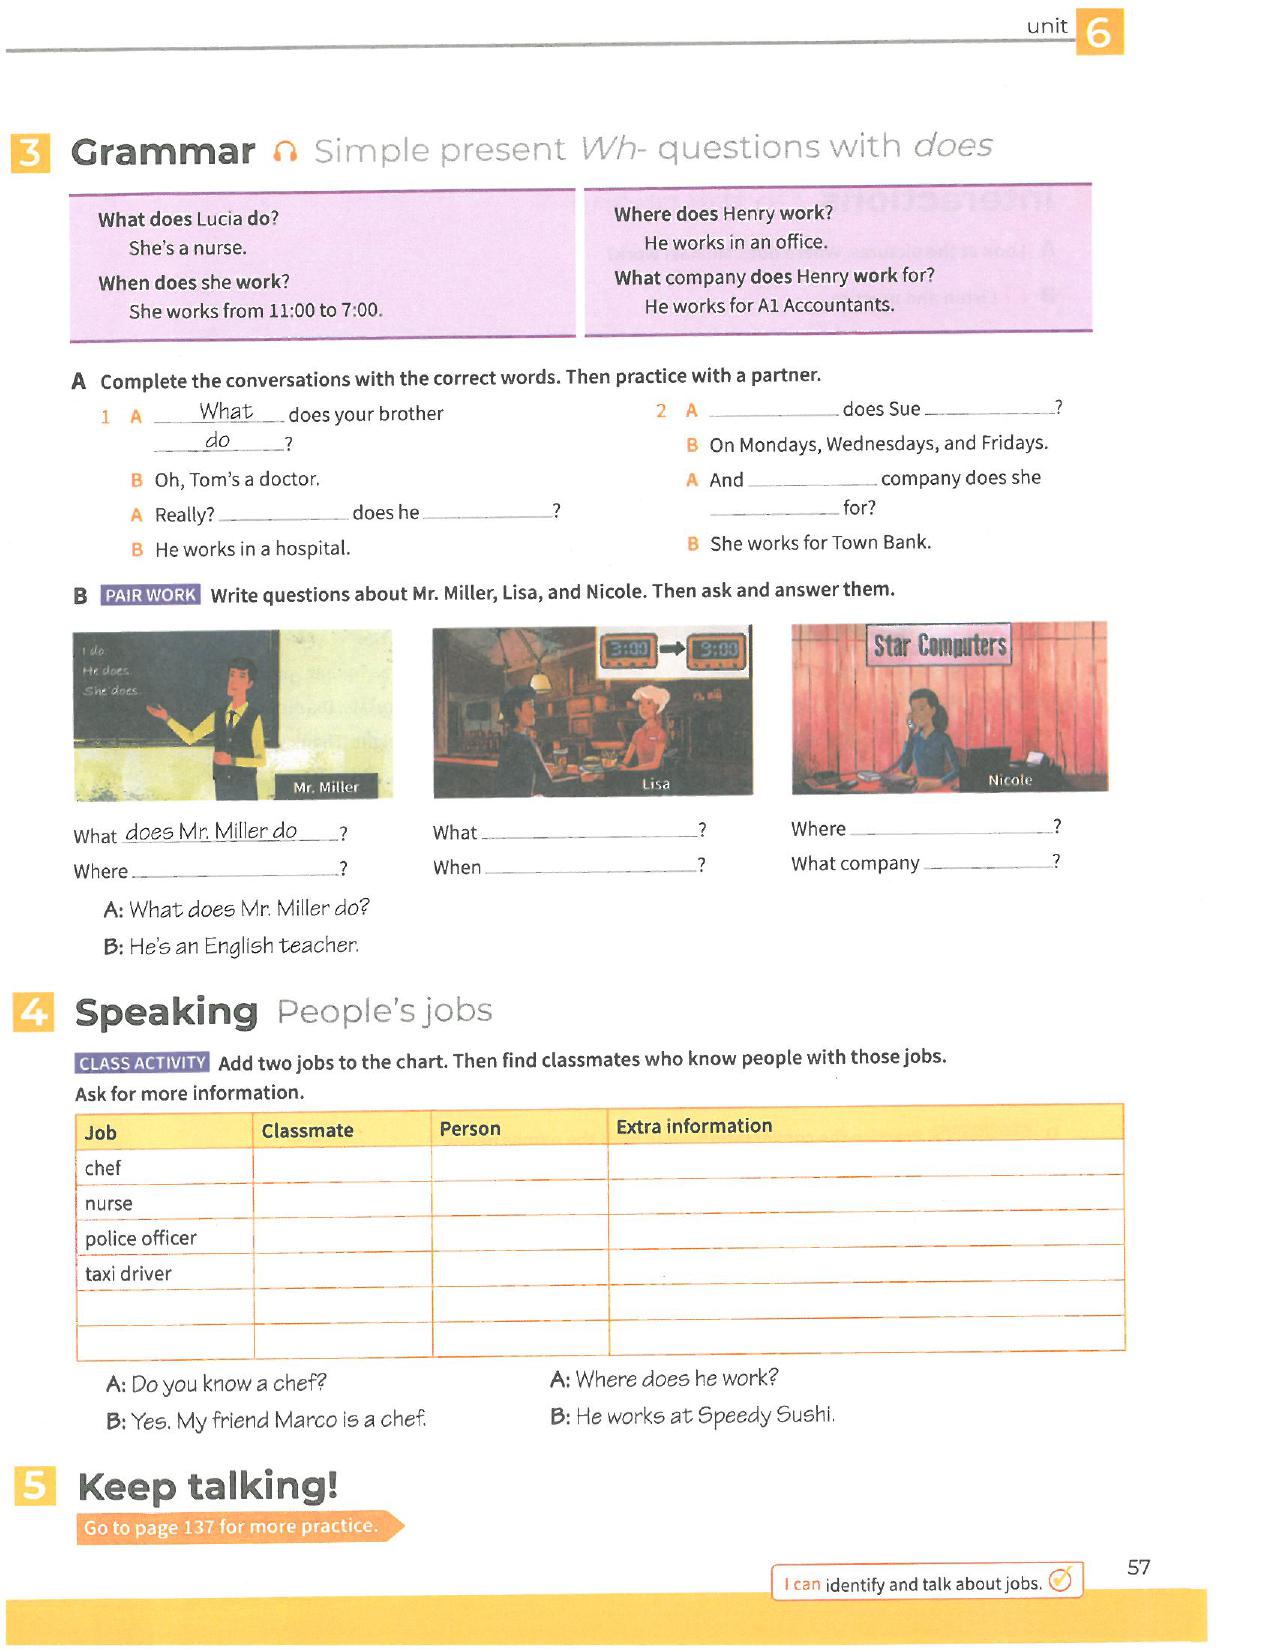 unit 6
3 Grammar Simple present Wh- questions with does
What does Lucia do?
She's a nurse.
When does she work?
She works from 11:00 to 7:00.
Where does Henry work?
He works in an office.
What company does Henry work for?
He works for A1 Accountants.
A Complete the conversations with the correct words. Then practice with a partner.
1 A What does your brother
do ?
B Oh, Tom's a doctor.
A Really? ____________ does he ____________?
B He works in a hospital.
2 A ____________ does Sue ____________?
B On Mondays, Wednesdays, and Fridays.
A And ____________ company does she
____________ for?
B She works for Town Bank.
B PAIR WORK Write questions about Mr. Miller, Lisa, and Nicole. Then ask and answer them.
I do
He does
She does
Mr. Miller
3:00 9:00
Lisa
Star Computers
Nicole
What does Mr. Miller do ?
Where ____________________?
What ____________________?
When ____________________?
Where ____________________?
What company ____________?
A: What does Mr. Miller do?
B: He's an English teacher.
4 Speaking People's jobs
CLASS ACTIVITY Add two jobs to the chart. Then find classmates who know people with those jobs.
Ask for more information.
Job Classmate Person Extra information
chef
nurse
police officer
taxi driver
A: Do you know a chef?
B: Yes. My friend Marco is a chef.
A: Where does he work?
B: He works at Speedy Sushi.
5 Keep talking!
Go to page 137 for more practice.
I can identify and talk about jobs.
57